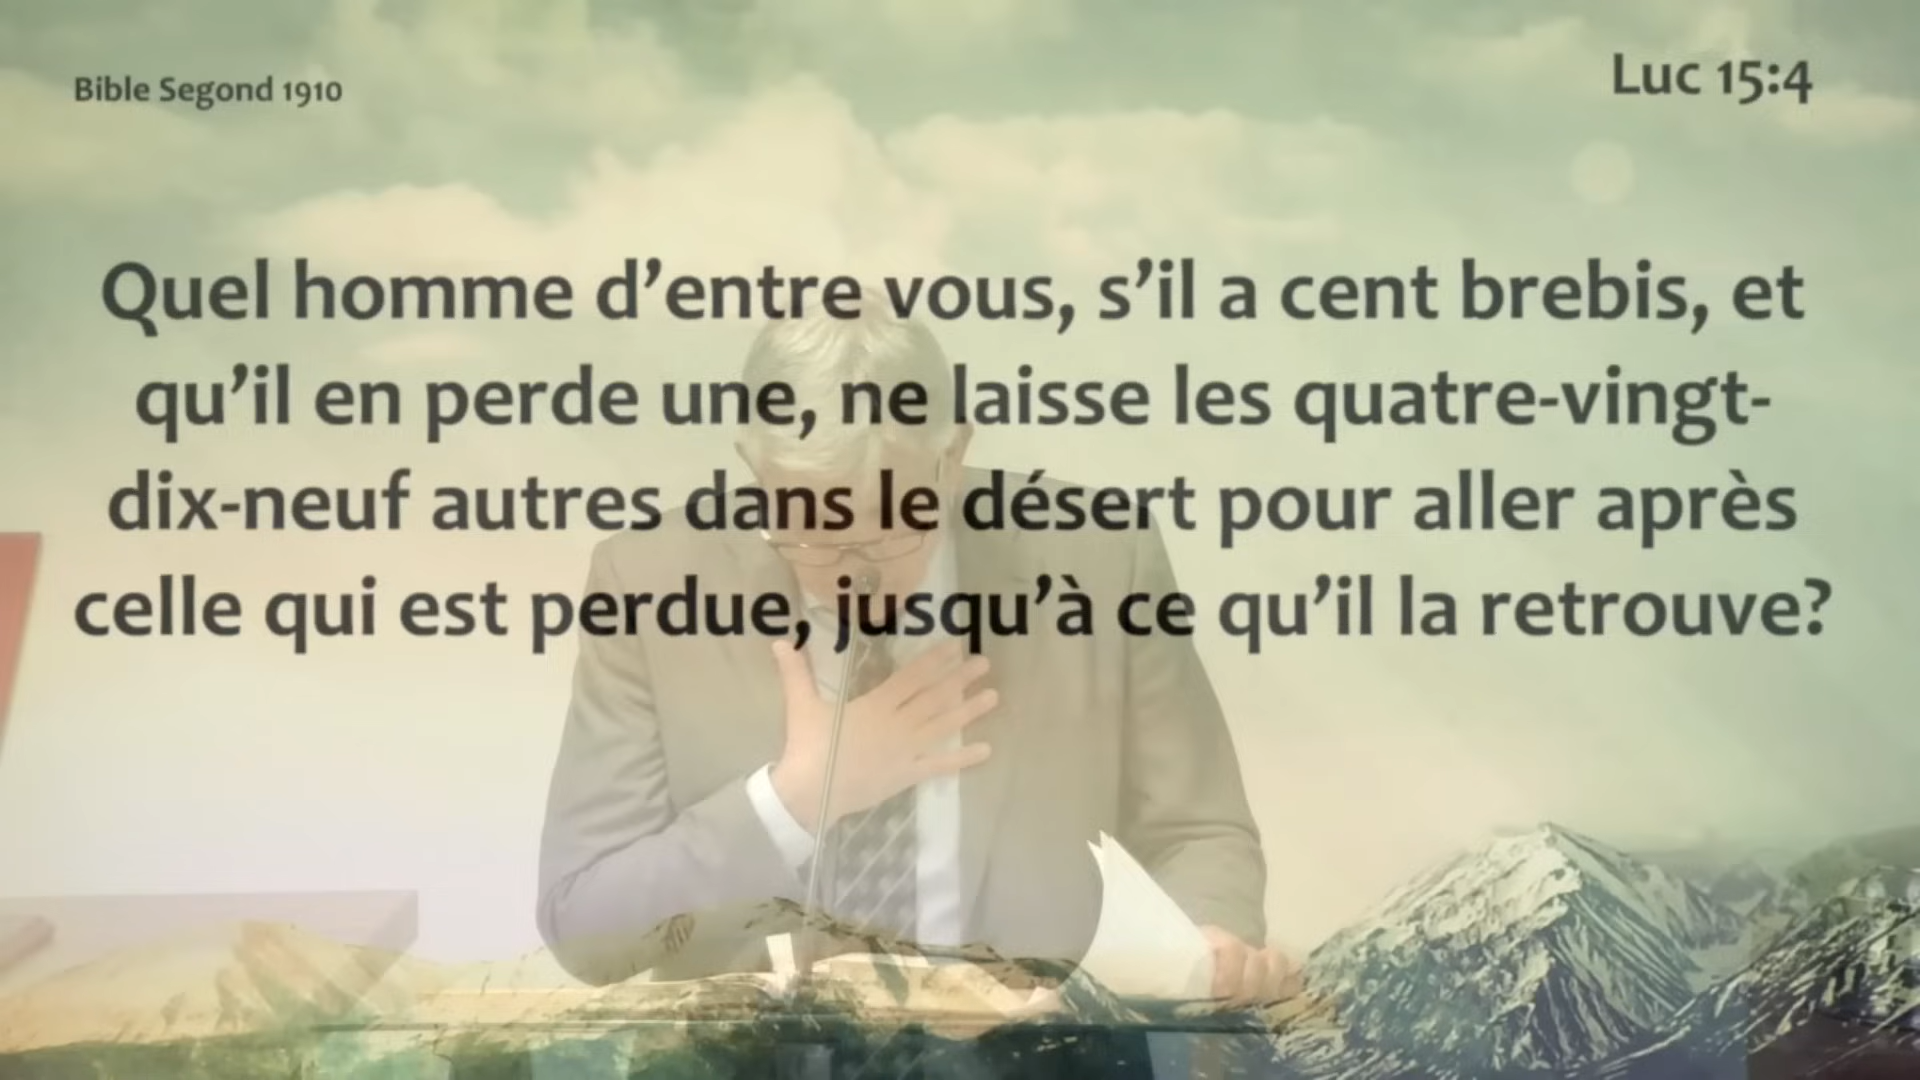 Bible Segond 1910
Luc 15:4
Quel homme d’entre vous, s’il a cent brebis, et
qu’il en perde une, ne laisse les quatre-vingt-
dix-neuf autres dans le désert pour aller après
celle qui est perdue, jusqu’à ce qu’il la retrouve?